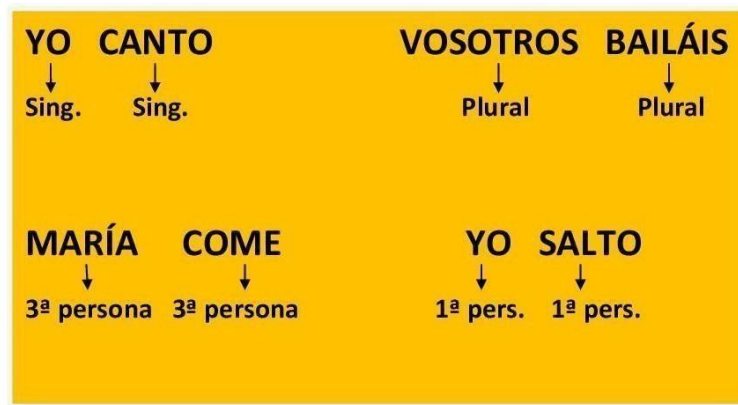 YO CANTO VOSOTROS BAILÁIS
Sing. Sing. Plural Plural
MARÍA COME YO SALTO
3ª persona 3ª persona 1ª pers. 1ª pers.